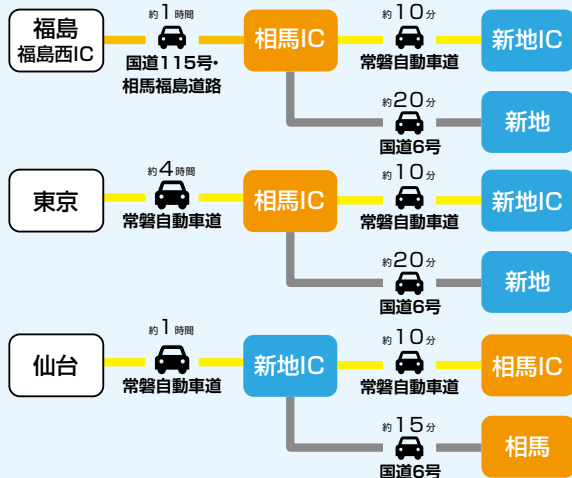 福島
福島西IC
約1時間
国道115号・
相馬福島道路
相馬IC
約10分
常磐自動車道
新地IC
約20分
国道6号
新地
東京
約4時間
常磐自動車道
相馬IC
約10分
常磐自動車道
新地IC
約20分
国道6号
新地
仙台
約1時間
常磐自動車道
新地IC
約10分
常磐自動車道
相馬IC
約15分
国道6号
相馬